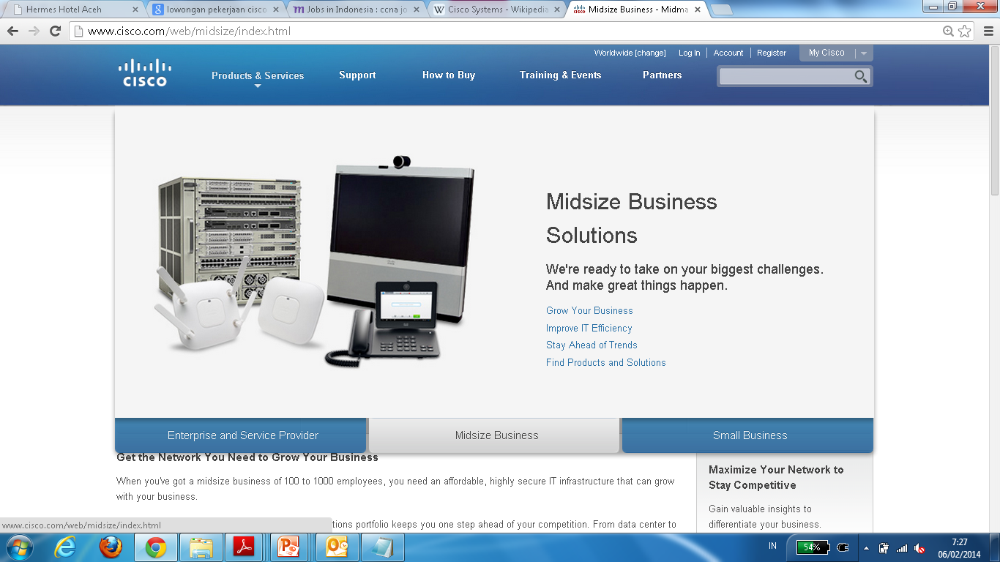 Hermes Hotel Aceh
lowongan pekerjaan cisco
Jobs in Indonesia : ccna jo
Cisco Systems - Wikipedia
Midsize Business - Midma
www.cisco.com/web/midsize/index.html
Worldwide [change] Log In Account Register My Cisco
CISCO
Products & Services Support How to Buy Training & Events Partners
Midsize Business
Solutions
We're ready to take on your biggest challenges.
And make great things happen.
Grow Your Business
Improve IT Efficiency
Stay Ahead of Trends
Find Products and Solutions
Enterprise and Service Provider
Midsize Business
Small Business
Get the Network You Need to Grow Your Business
When you've got a midsize business of 100 to 1000 employees, you need an affordable, highly secure IT infrastructure that can grow
with your business.
tions portfolio keeps you one step ahead of your competition. From data center to
Maximize Your Network to
Stay Competitive
Gain valuable insights to
differentiate your business.
www.cisco.com/web/midsize/index.html
IN
54%
7:27
06/02/2014